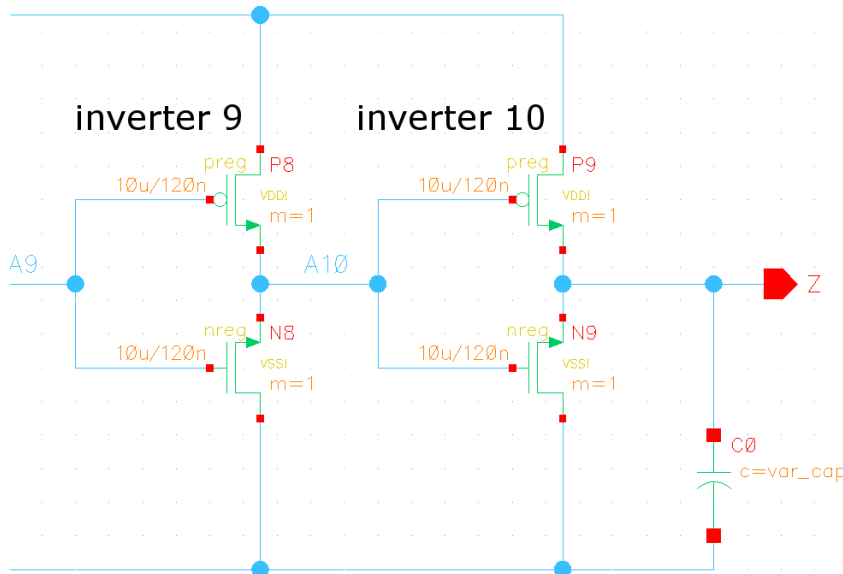 inverter 9
inverter 10
preg
P8
10u/120n
VDD!
m=1
preg
P9
10u/120n
VDD!
m=1
A9
A10
Z
nreg
N8
10u/120n
VSS!
m=1
nreg
N9
10u/120n
VSS!
m=1
C0
c=var_cap